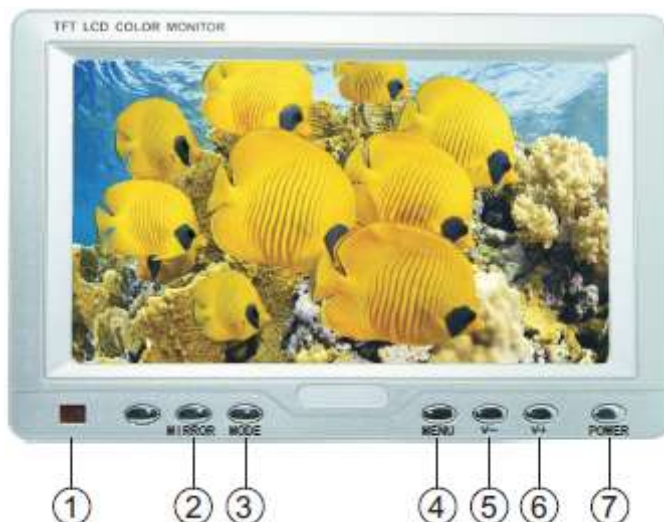 TFT LCD COLOR MONITOR
MIRROR MODE MENU V- V+ POWER
① ② ③ ④ ⑤ ⑥ ⑦